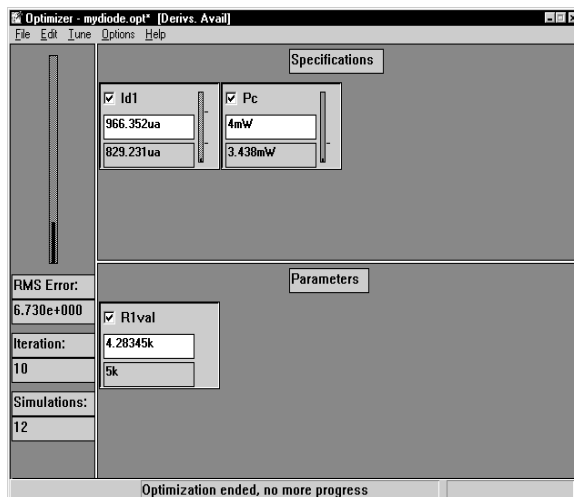 Optimizer - mydiode.opt* [Derivs. Avail]
File Edit Tune Options Help
Specifications
Id1
966.352ua
829.231ua
Pc
4mW
3.438mW
RMS Error:
6.730e+000
Iteration:
10
Simulations:
12
Parameters
R1val
4.28345k
5k
Optimization ended, no more progress